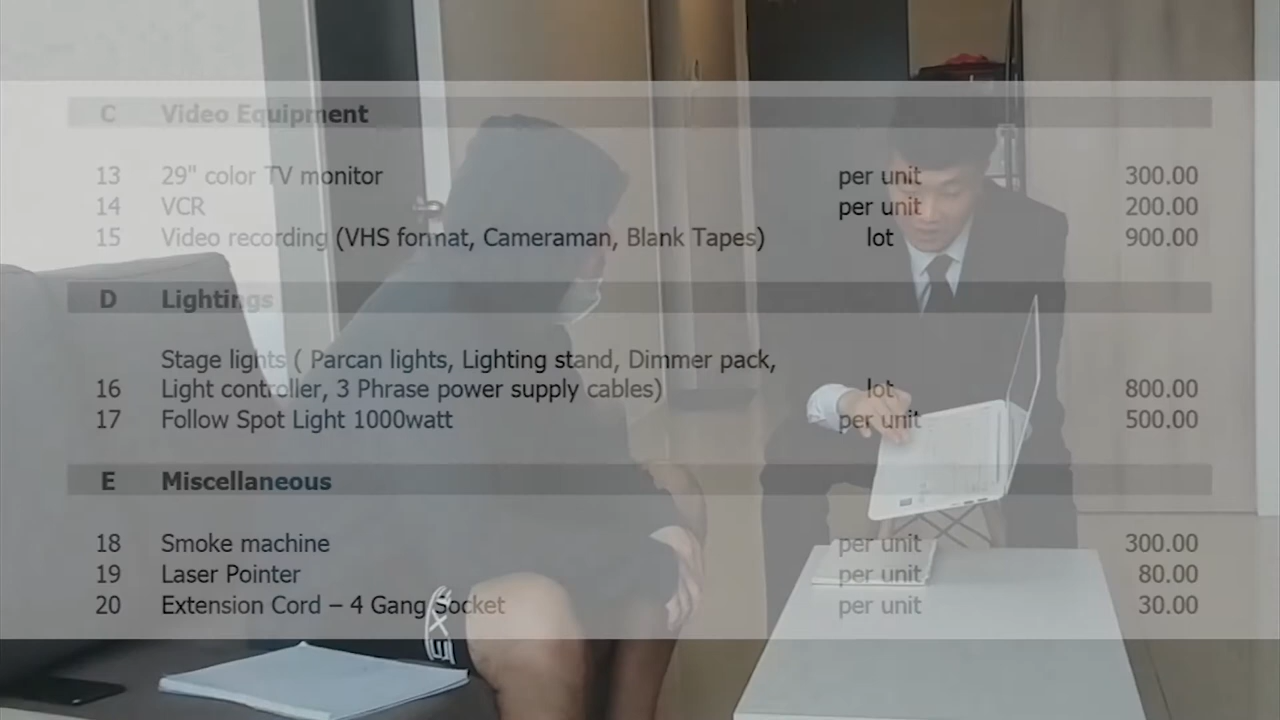 C Video Equipment
13 29" color TV monitor per unit 300.00
14 VCR per unit 200.00
15 Video recording (VHS format, Cameraman, Blank Tapes) lot 900.00
D Lightings
Stage lights ( Parcan lights, Lighting stand, Dimmer pack,
16 Light controller, 3 Phrase power supply cables) lot 800.00
17 Follow Spot Light 1000watt per unit 500.00
E Miscellaneous
18 Smoke machine per unit 300.00
19 Laser Pointer per unit 80.00
20 Extension Cord – 4 Gang Socket per unit 30.00